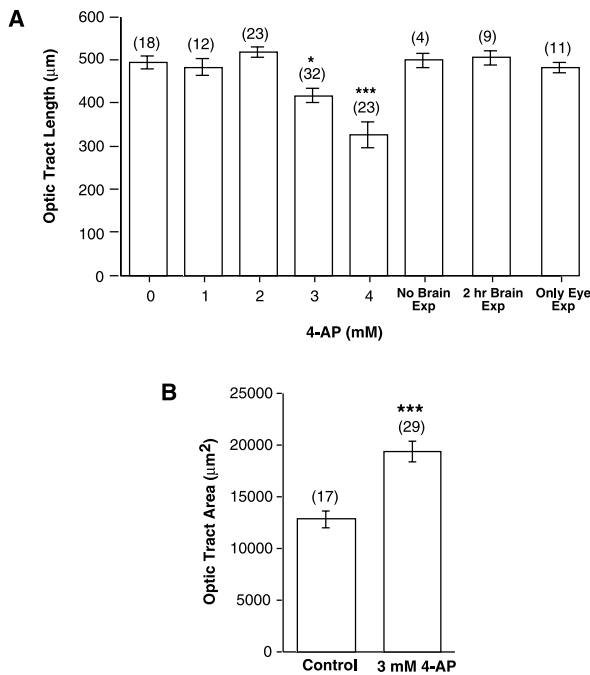 A
600
500
400
300
200
100
0
Optic Tract Length (μm)
(18) (12) (23) * (32) *** (23) (4) (9) (11)
0 1 2 3 4 No Brain Exp 2 hr Brain Exp Only Eye Exp
4-AP (mM)
B
25000
20000
15000
10000
5000
0
Optic Tract Area (μm²)
(17) *** (29)
Control 3 mM 4-AP